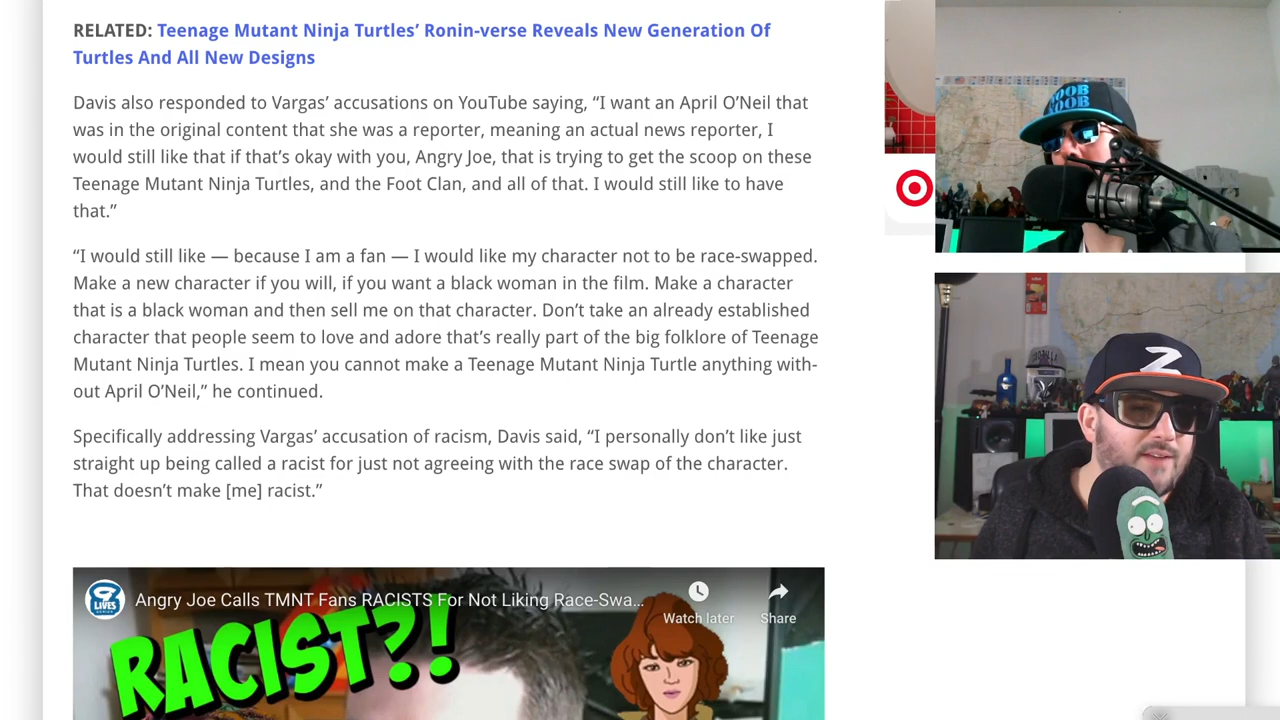 RELATED: Teenage Mutant Ninja Turtles’ Ronin-verse Reveals New Generation Of
Turtles And All New Designs
Davis also responded to Vargas’ accusations on YouTube saying, “I want an April O’Neil that
was in the original content that she was a reporter, meaning an actual news reporter, I
would still like that if that’s okay with you, Angry Joe, that is trying to get the scoop on these
Teenage Mutant Ninja Turtles, and the Foot Clan, and all of that. I would still like to have
that.”
“I would still like — because I am a fan — I would like my character not to be race-swapped.
Make a new character if you will, if you want a black woman in the film. Make a character
that is a black woman and then sell me on that character. Don’t take an already established
character that people seem to love and adore that’s really part of the big folklore of Teenage
Mutant Ninja Turtles. I mean you cannot make a Teenage Mutant Ninja Turtle anything with-
out April O’Neil,” he continued.
Specifically addressing Vargas’ accusation of racism, Davis said, “I personally don’t like just
straight up being called a racist for just not agreeing with the race swap of the character.
That doesn’t make [me] racist.”
9 LIVES
Angry Joe Calls TMNT Fans RACISTS For Not Liking Race-Swa...
Watch later
Share
RACIST?!
NOOB
NOOB
Z